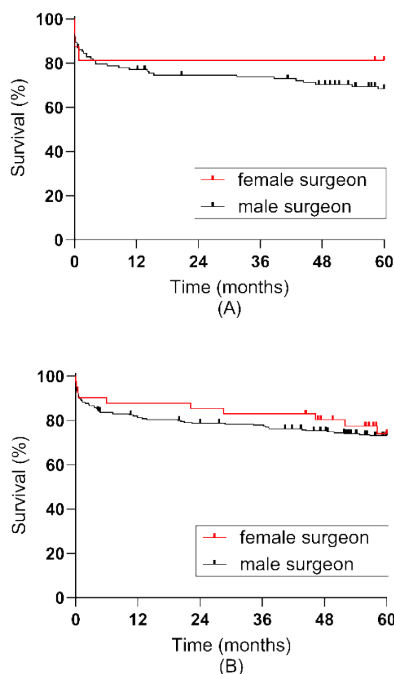 100
80
60
40
20
0
Survival (%)
female surgeon
male surgeon
0 12 24 36 48 60
Time (months)
(A)
100
80
60
40
20
0
Survival (%)
female surgeon
male surgeon
0 12 24 36 48 60
Time (months)
(B)